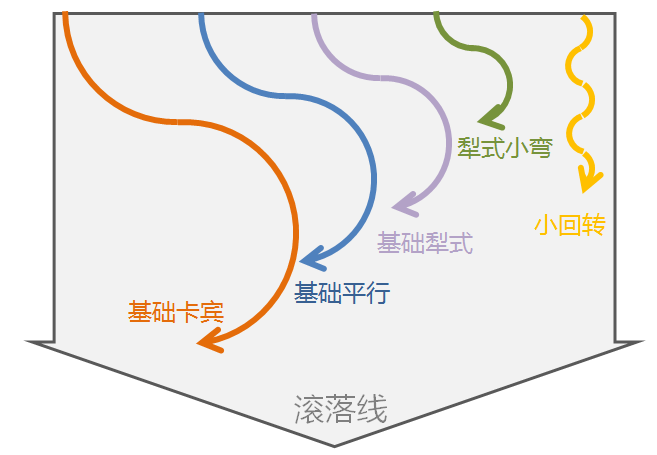 犁式小弯
小回转
基础犁式
基础平行
基础卡宾
滚落线